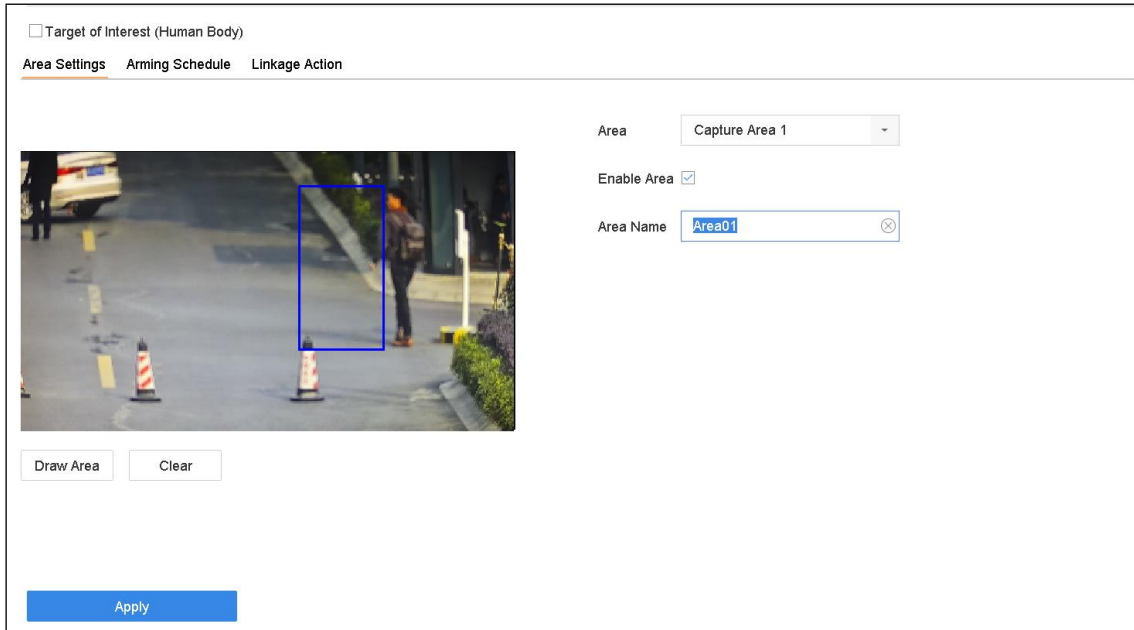 Target of Interest (Human Body)
Area Settings Arming Schedule Linkage Action
Area Capture Area 1
Enable Area
Area Name Area01
Draw Area Clear
Apply